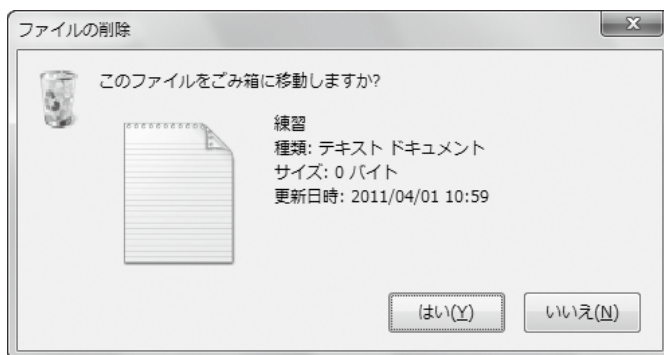 ファイルの削除
このファイルをごみ箱に移動しますか?
練習
種類: テキスト ドキュメント
サイズ: 0 バイト
更新日時: 2011/04/01 10:59
はい(Y)
いいえ(N)